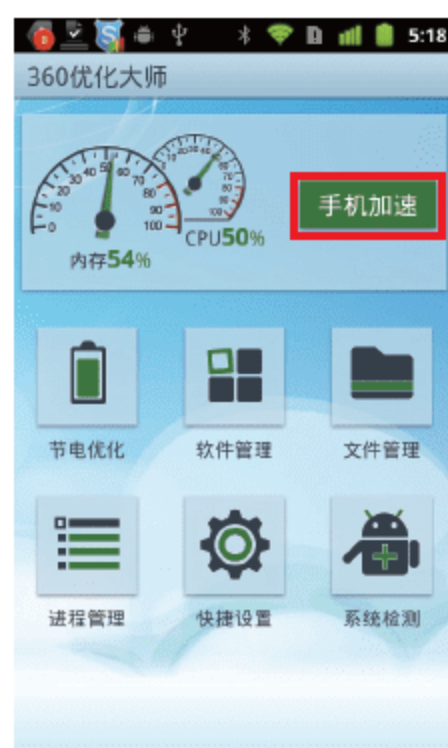 5:18
360优化大师
手机加速
CPU50%
内存54%
节电优化
软件管理
文件管理
进程管理
快捷设置
系统检测